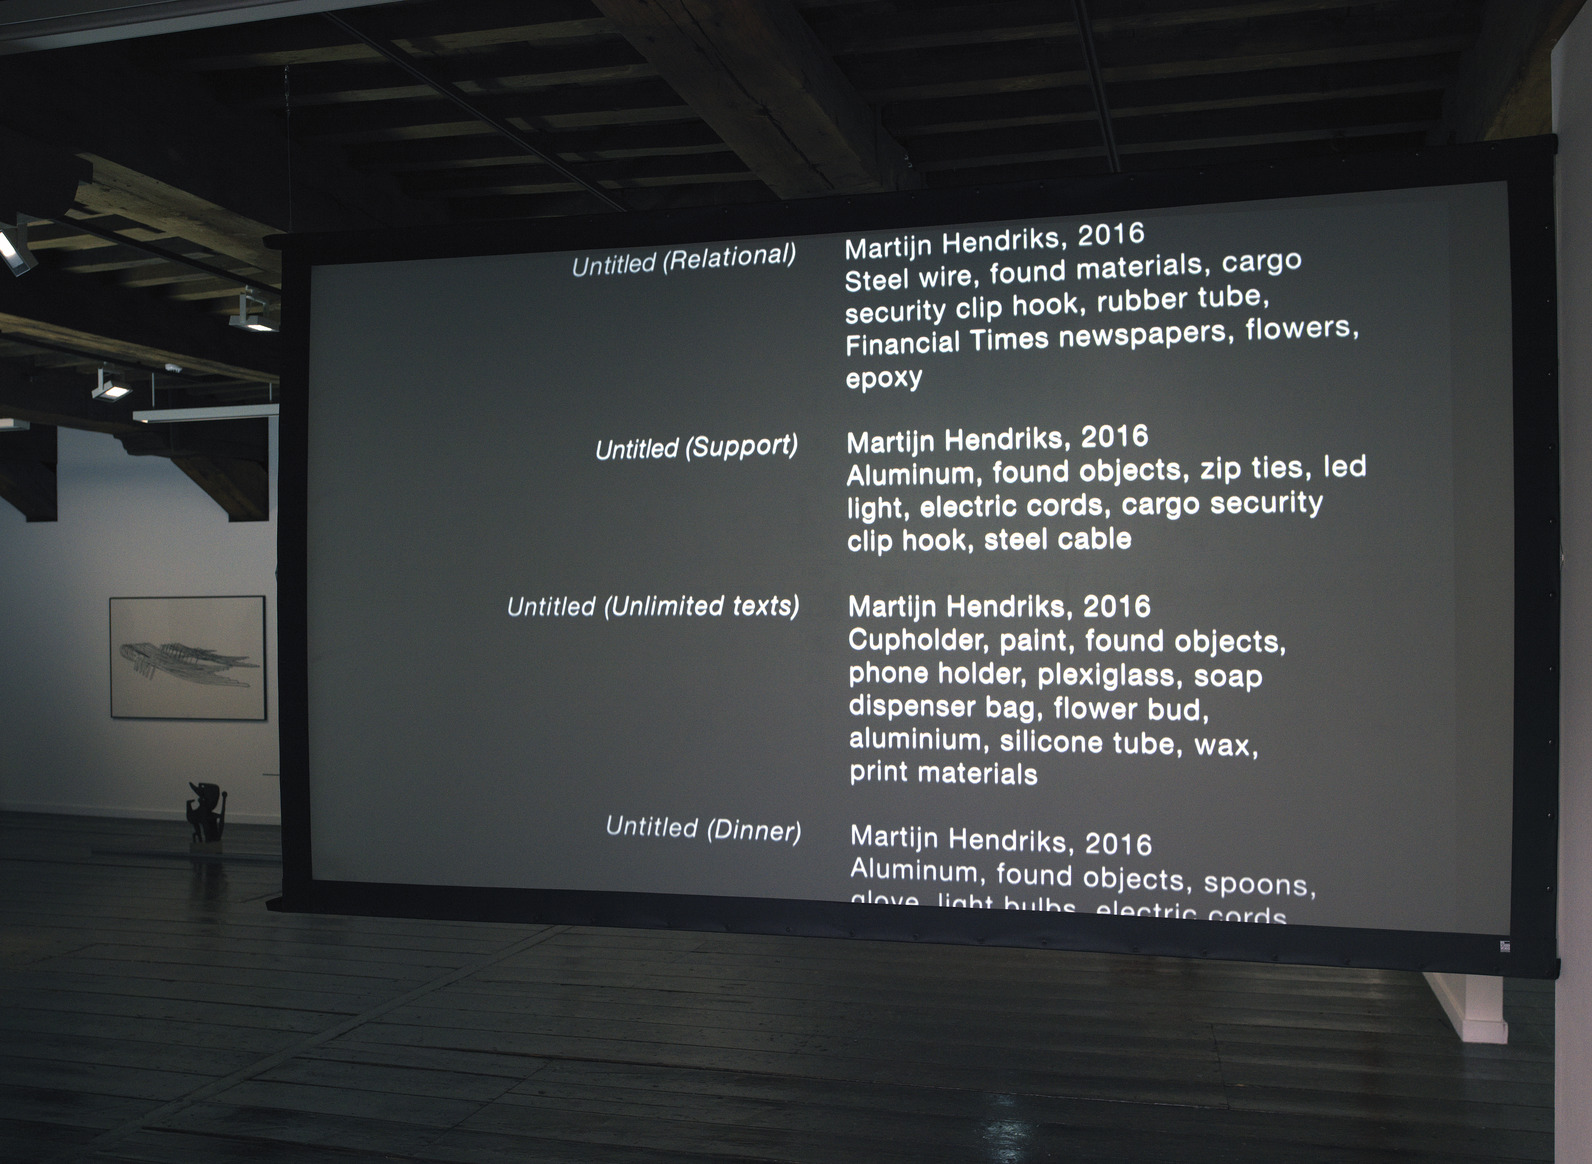 Untitled (Relational)
Martijn Hendriks, 2016
Steel wire, found materials, cargo
security clip hook, rubber tube,
Financial Times newspapers, flowers,
epoxy
Untitled (Support)
Martijn Hendriks, 2016
Aluminum, found objects, zip ties, led
light, electric cords, cargo security
clip hook, steel cable
Untitled (Unlimited texts)
Martijn Hendriks, 2016
Cupholder, paint, found objects,
phone holder, plexiglass, soap
dispenser bag, flower bud,
aluminium, silicone tube, wax,
print materials
Untitled (Dinner)
Martijn Hendriks, 2016
Aluminum, found objects, spoons,
glove, light bulbs, electric cords